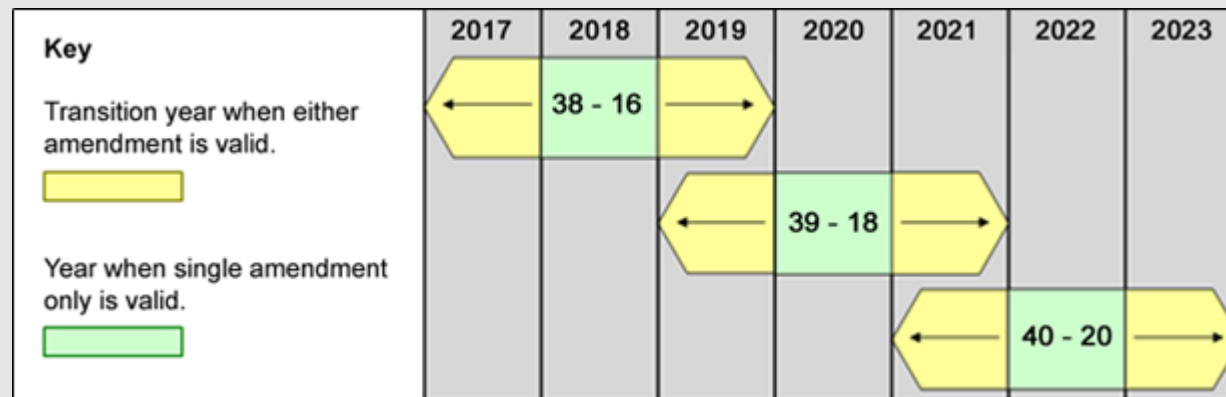 Key
Transition year when either
amendment is valid.
Year when single amendment
only is valid.
2017 2018 2019 2020 2021 2022 2023
38 - 16
39 - 18
40 - 20